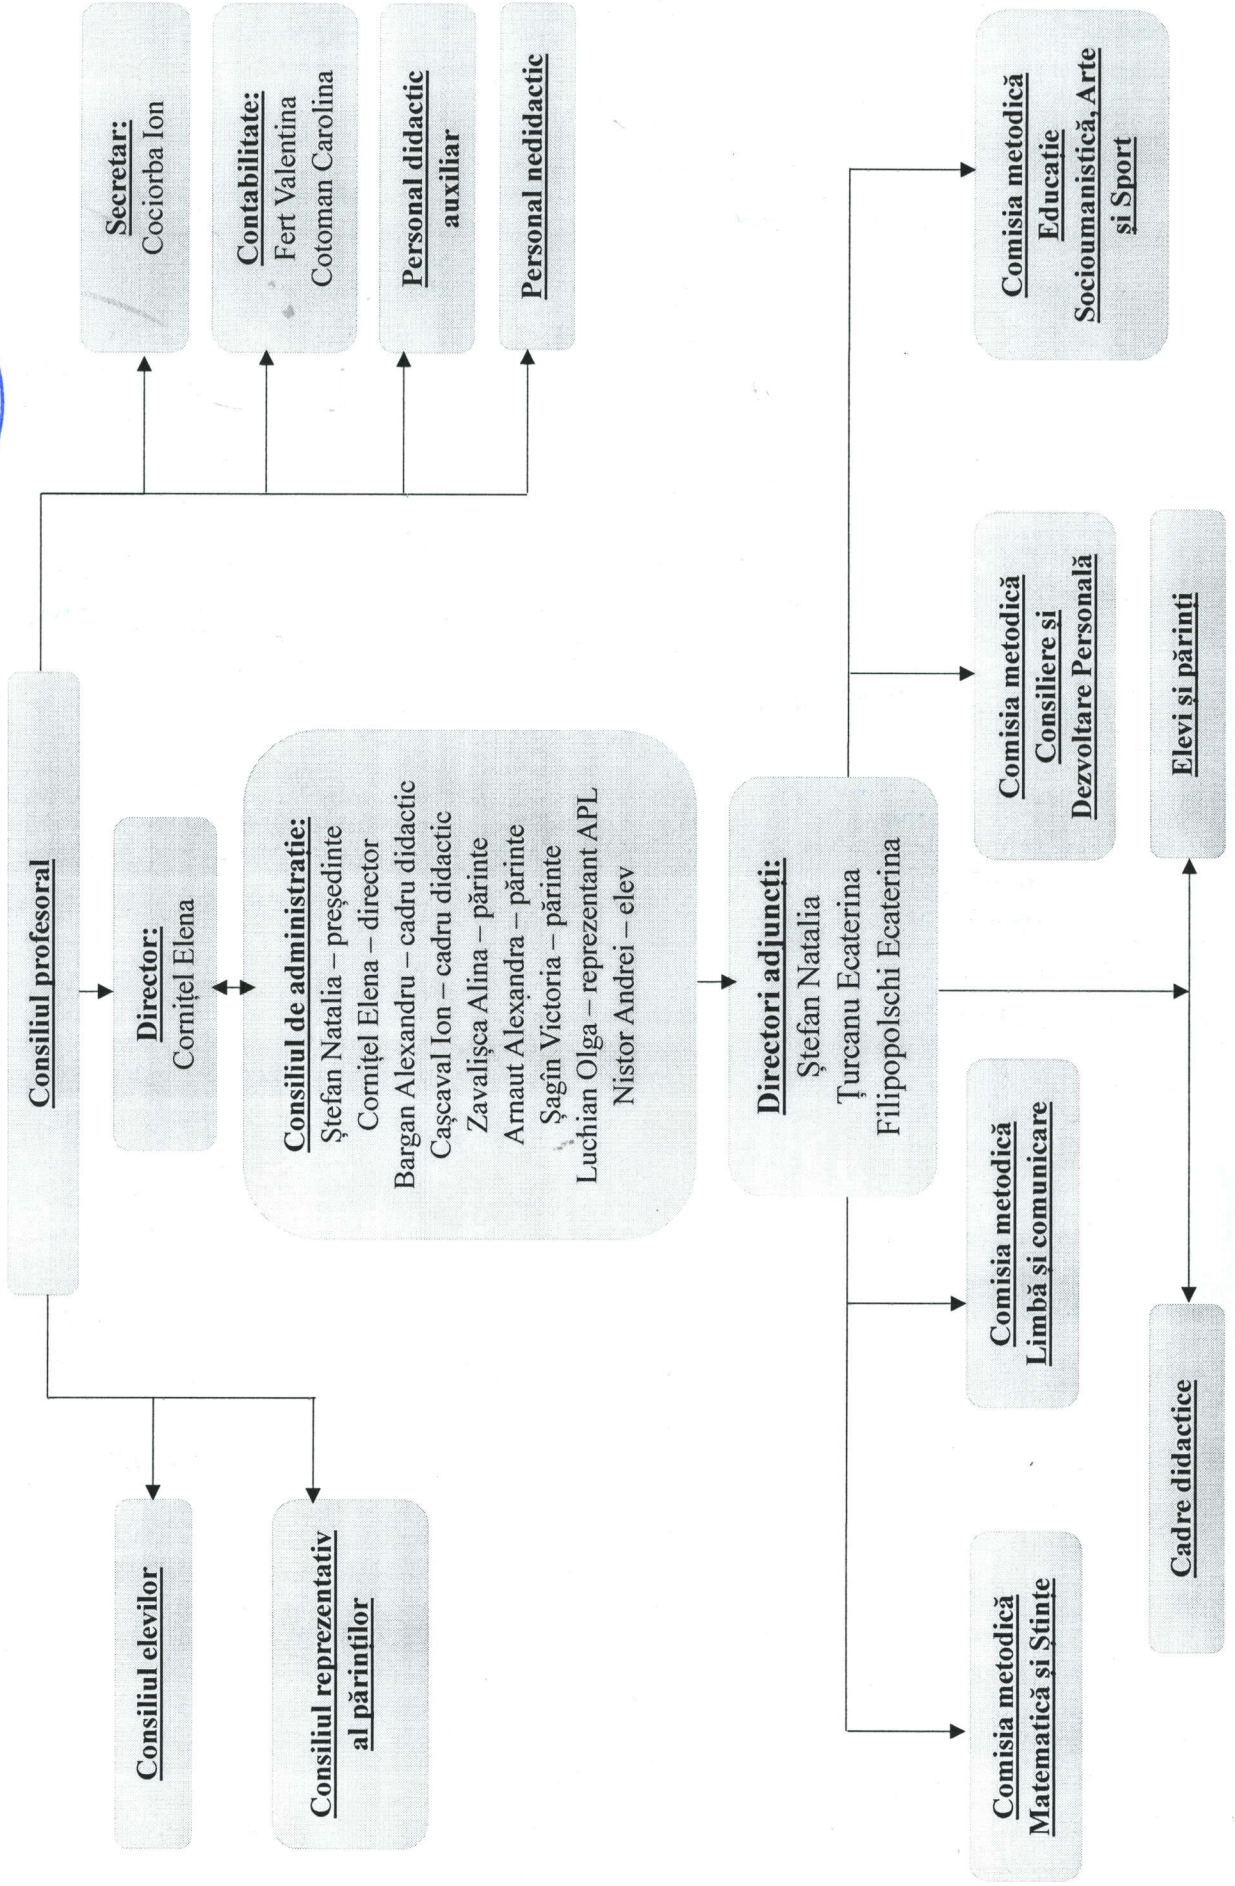 Consiliul profesoral
Director:
Cornițel Elena
Consiliul de administrație:
Ștefan Natalia – președinte
Cornițel Elena – director
Bargan Alexandru – cadru didactic
Cașcaval Ion – cadru didactic
Zavalișca Alina – părinte
Arnaut Alexandra – părinte
Șagîn Victoria – părinte
Luchian Olga – reprezentant APL
Nistor Andrei – elev
Consiliul elevilor
Consiliul reprezentativ
al părinților
Secretar:
Cociorba Ion
Contabilitate:
Fert Valentina
Cotoman Carolina
Personal didactic
auxiliar
Personal nedidactic
Directori adjuncți:
Ștefan Natalia
Țurcanu Ecaterina
Filipopolschi Ecaterina
Comisia metodică
Matematică și Stințe
Comisia metodică
Limbă și comunicare
Comisia metodică
Consiliere și
Dezvoltare Personală
Comisia metodică
Educație
Socioumanistică, Arte
și Sport
Cadre didactice
Elevi și părinți